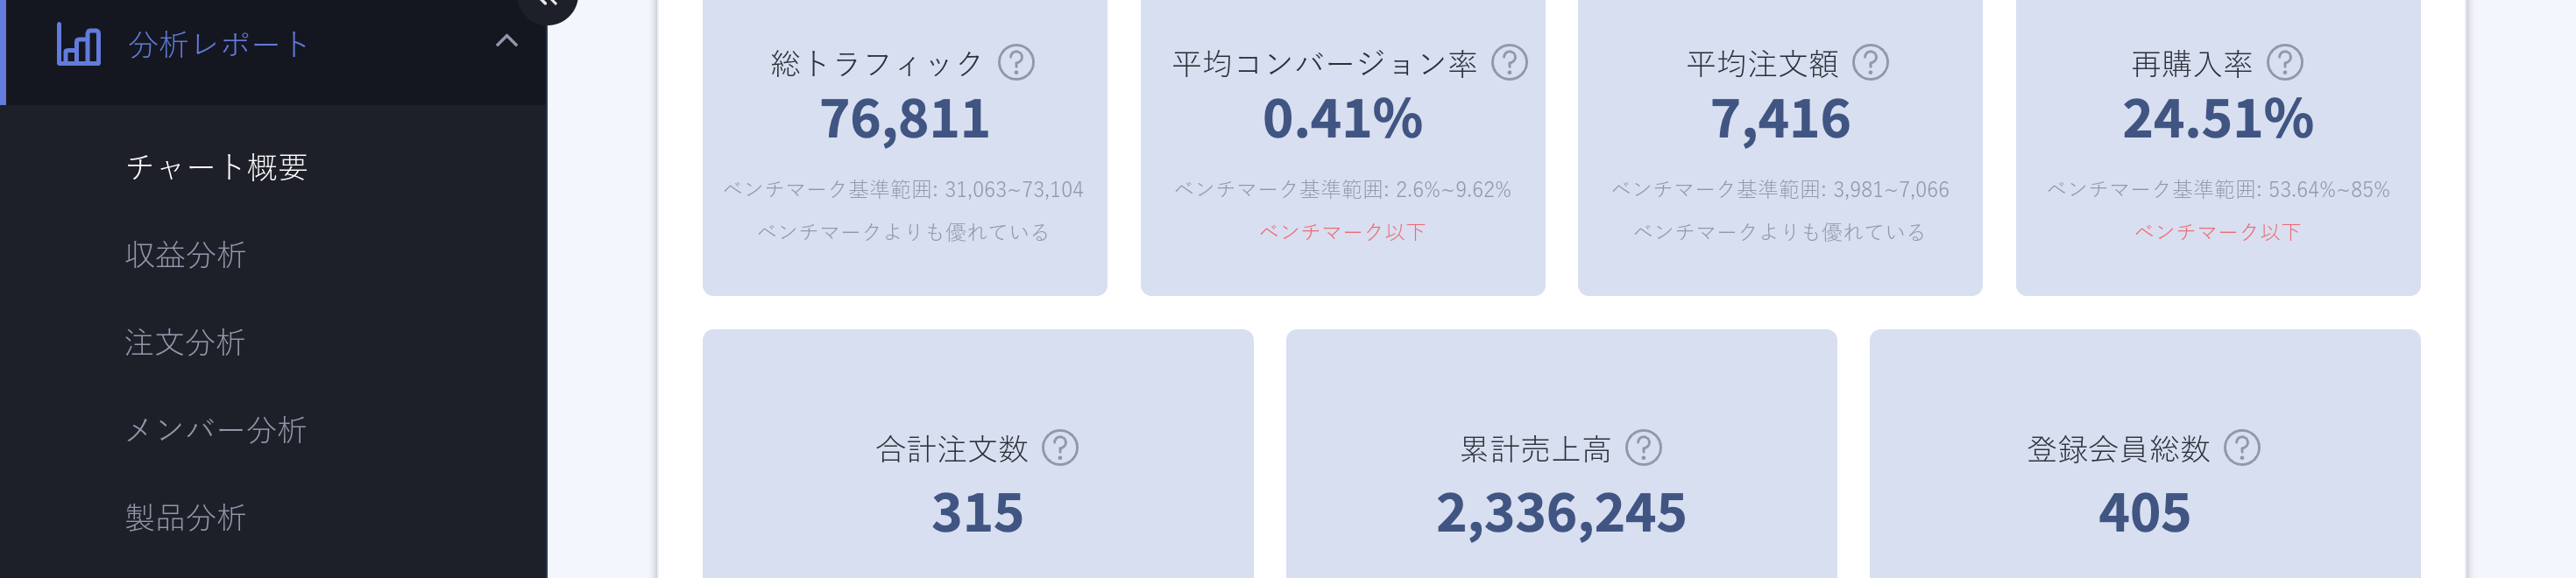 分析レポート
チャート概要
収益分析
注文分析
メンバー分析
製品分析
総トラフィック ?
76,811
ベンチマーク基準範囲: 31,063~73,104
ベンチマークよりも優れている
平均コンバージョン率 ?
0.41%
ベンチマーク基準範囲: 2.6%~9.62%
ベンチマーク以下
平均注文額 ?
7,416
ベンチマーク基準範囲: 3,981~7,066
ベンチマークよりも優れている
再購入率 ?
24.51%
ベンチマーク基準範囲: 53.64%~85%
ベンチマーク以下
合計注文数 ?
315
累計売上高 ?
2,336,245
登録会員総数 ?
405